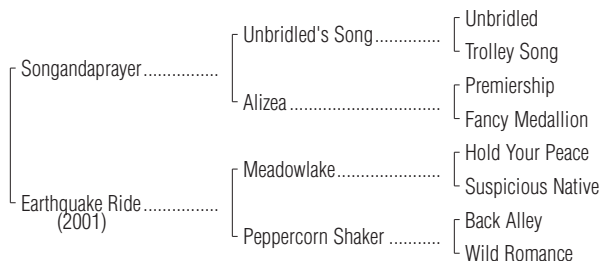 Unbridled
Unbridled's Song..............
Trolley Song
Songandaprayer................
Premiership
Alizea ................................
Fancy Medallion
Hold Your Peace
Meadowlake......................
Suspicious Native
Earthquake Ride ................
(2001)
Back Alley
Peppercorn Shaker ...........
Wild Romance